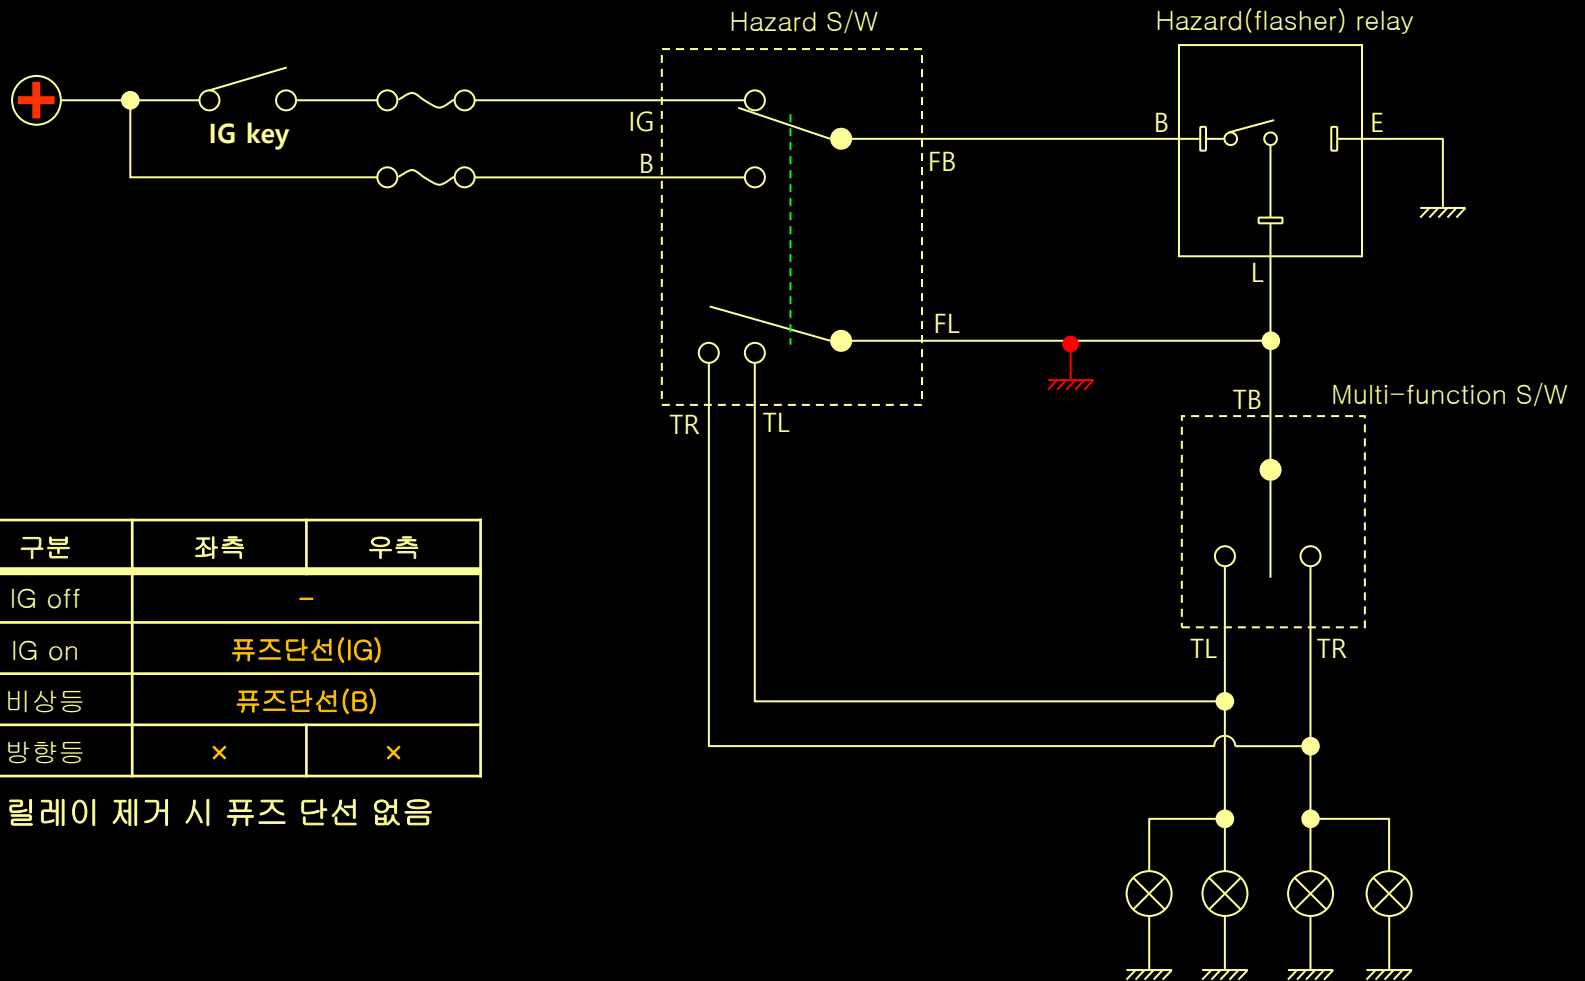 Hazard S/W
Hazard(flasher) relay
IG key
IG
B
FB
B
E
L
FL
TB
Multi-function S/W
TR
TL
TL
TR
구분 좌측 우측
IG off -
IG on 퓨즈단선(IG)
비상등 퓨즈단선(B)
방향등 × ×
릴레이 제거 시 퓨즈 단선 없음